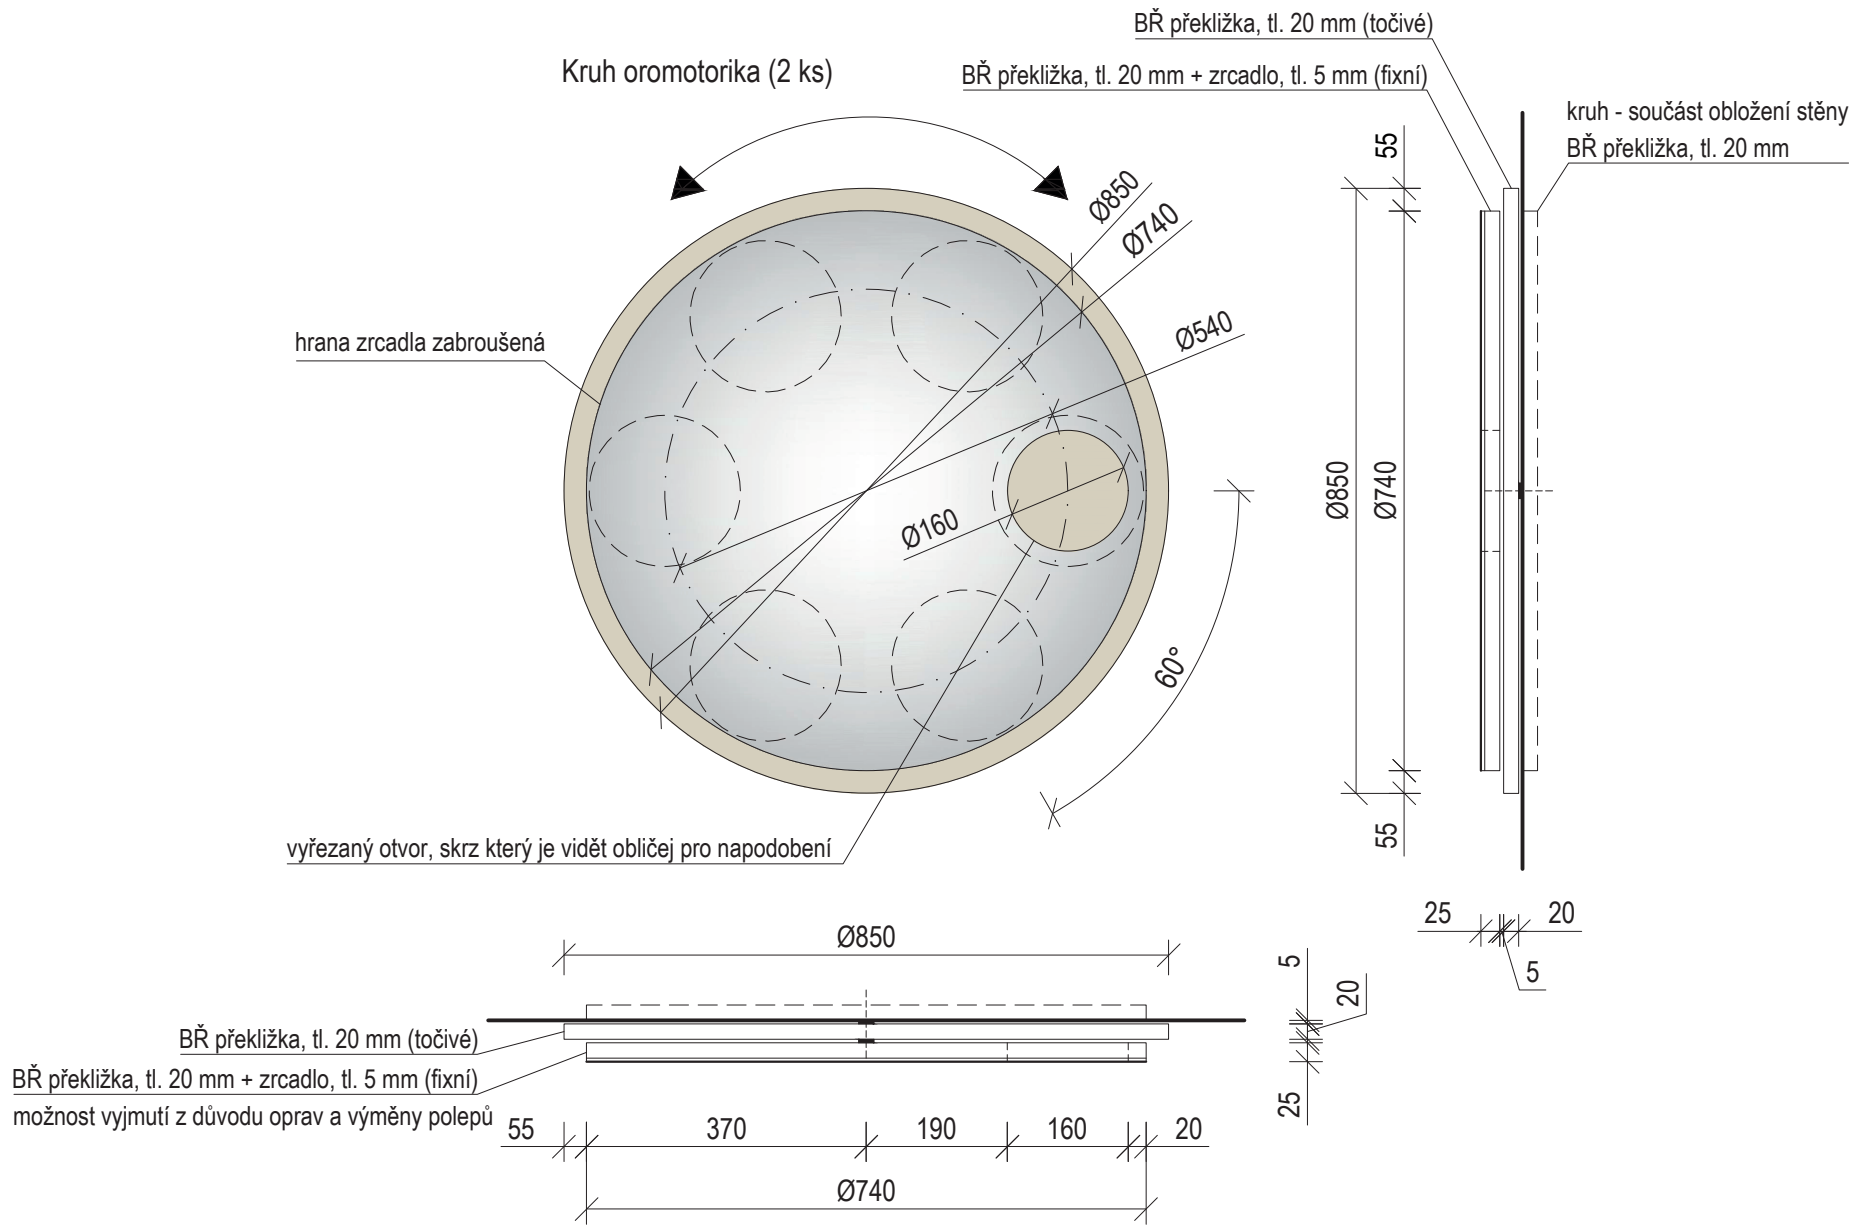 BŘ překližka, tl. 20 mm (točivé)
Kruh oromotorika (2 ks)
BŘ překližka, tl. 20 mm + zrcadlo, tl. 5 mm (fixní)
kruh - součást obložení stěny
BŘ překližka, tl. 20 mm
55
Ø850
Ø740
Ø540
hrana zrcadla zabroušená
Ø160
Ø850
Ø740
60°
vyřezaný otvor, skrz který je vidět obličej pro napodobení
55
25
20
5
Ø850
5
20
BŘ překližka, tl. 20 mm (točivé)
BŘ překližka, tl. 20 mm + zrcadlo, tl. 5 mm (fixní)
možnost vyjmutí z důvodu oprav a výměny polepů
25
55
370
190
160
20
Ø740